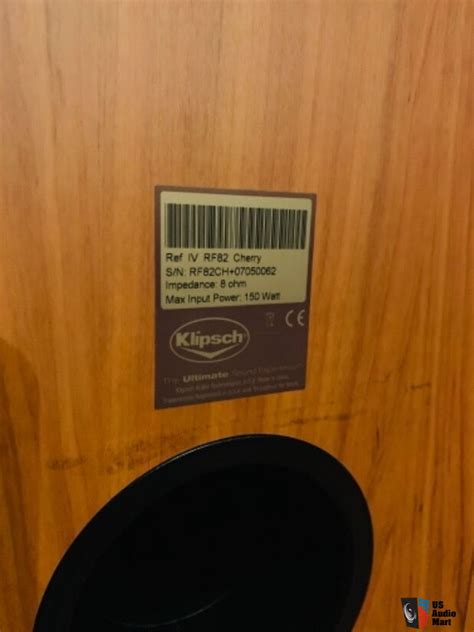 Ref IV RF82 Cherry
S/N: RF82CH+07050062
Impedance: 8 ohm
Max Input Power: 150 Watt
Klipsch
The Ultimate Sound Experience
US
Audio
Mart